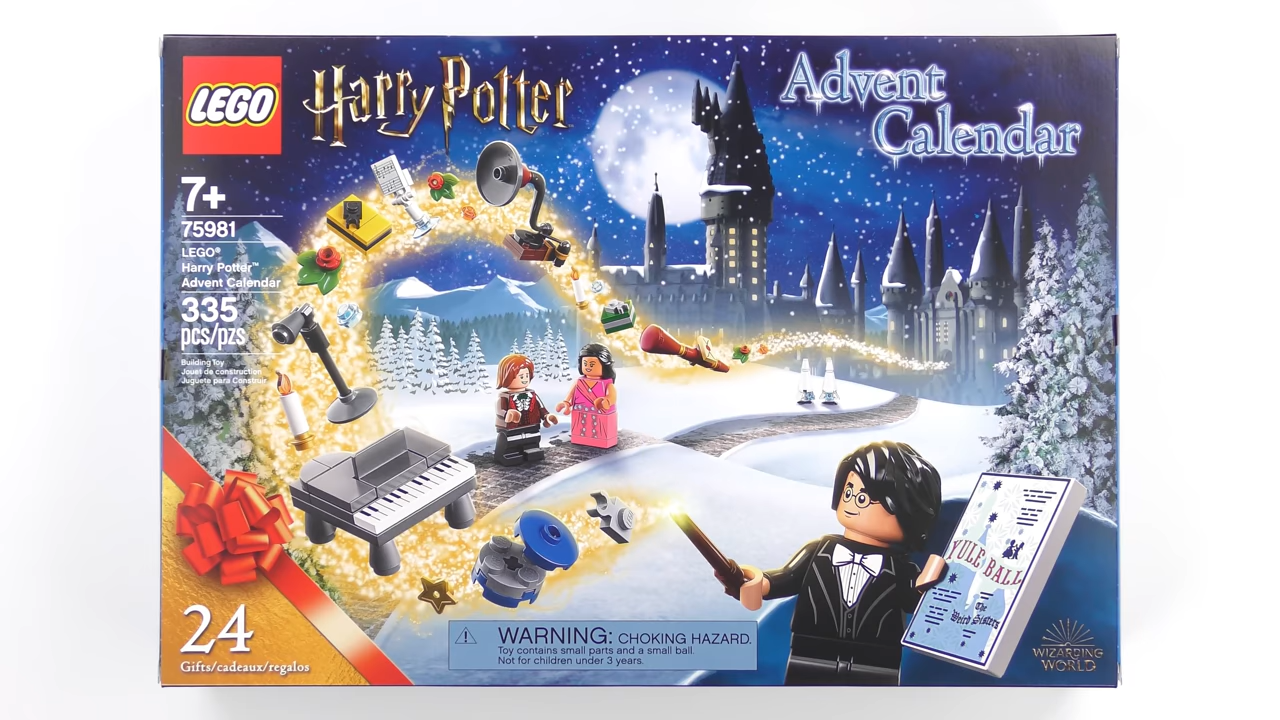 LEGO
Harry Potter
Advent
Calendar
7+
75981
LEGO®
Harry Potter™
Advent Calendar
335
pcs/pzs
Building Toy
Jouet de construction
Juguete para Construir
YULE BALL
The
Weird Sisters
24
Gifts/cadeaux/regalos
WARNING: CHOKING HAZARD.
Toy contains small parts and a small ball.
Not for children under 3 years.
WIZARDING
WORLD